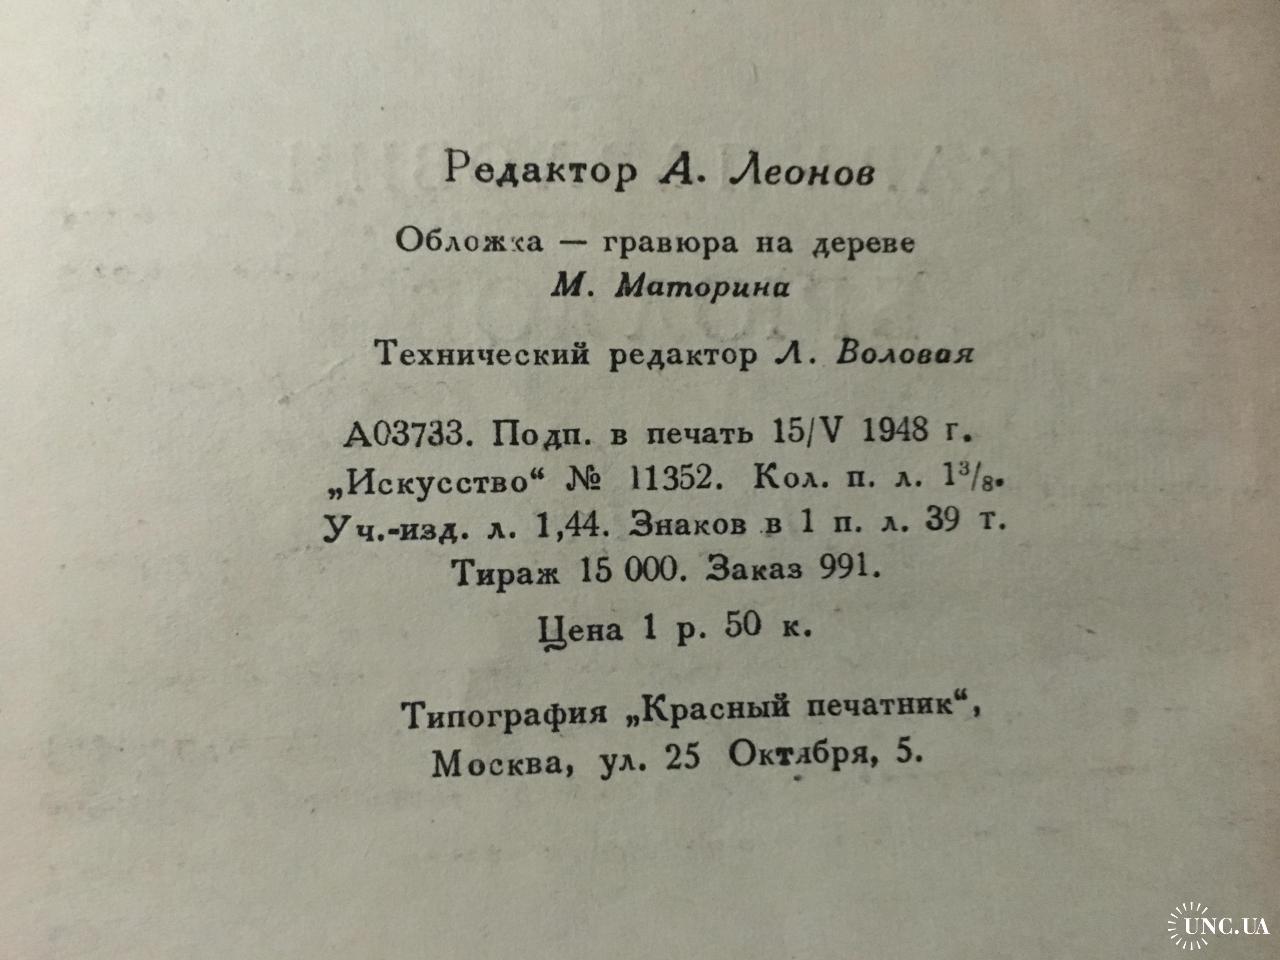 Редактор А. Леонов
Обложка — гравюра на дереве
М. Маторина
Технический редактор Л. Воловая
А03733. Подп. в печать 15/V 1948 г.
„Искусство“ № 11352. Кол. п. л. 1³/₈.
Уч.-изд. л. 1,44. Знаков в 1 п. л. 39 т.
Тираж 15 000. Заказ 991.
Цена 1 р. 50 к.
Типография „Красный печатник“,
Москва, ул. 25 Октября, 5.
UNC.UA